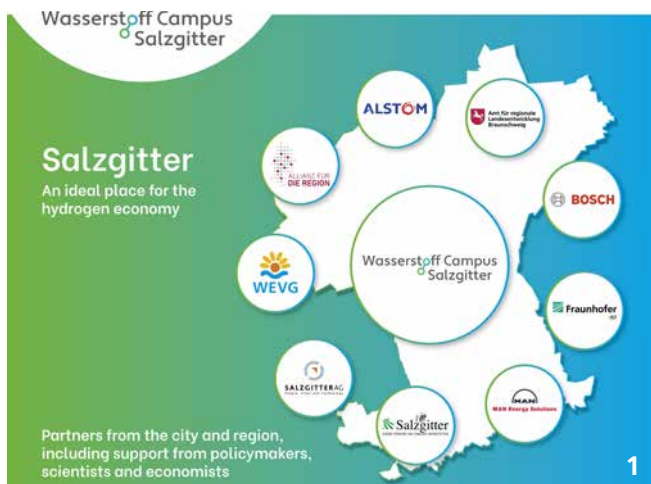 Wasserstoff Campus
Salzgitter
Salzgitter
An ideal place for the
hydrogen economy
ALSTOM
Amt für regionale
Landesentwicklung
Braunschweig
ALLIANZ FÜR
DIE REGION
BOSCH
Wasserstoff Campus
Salzgitter
WEVG
Fraunhofer
IST
SALZGITTER AG
MAN
MAN Energy Solutions
Salzgitter
Partners from the city and region,
including support from policymakers,
scientists and economists
1